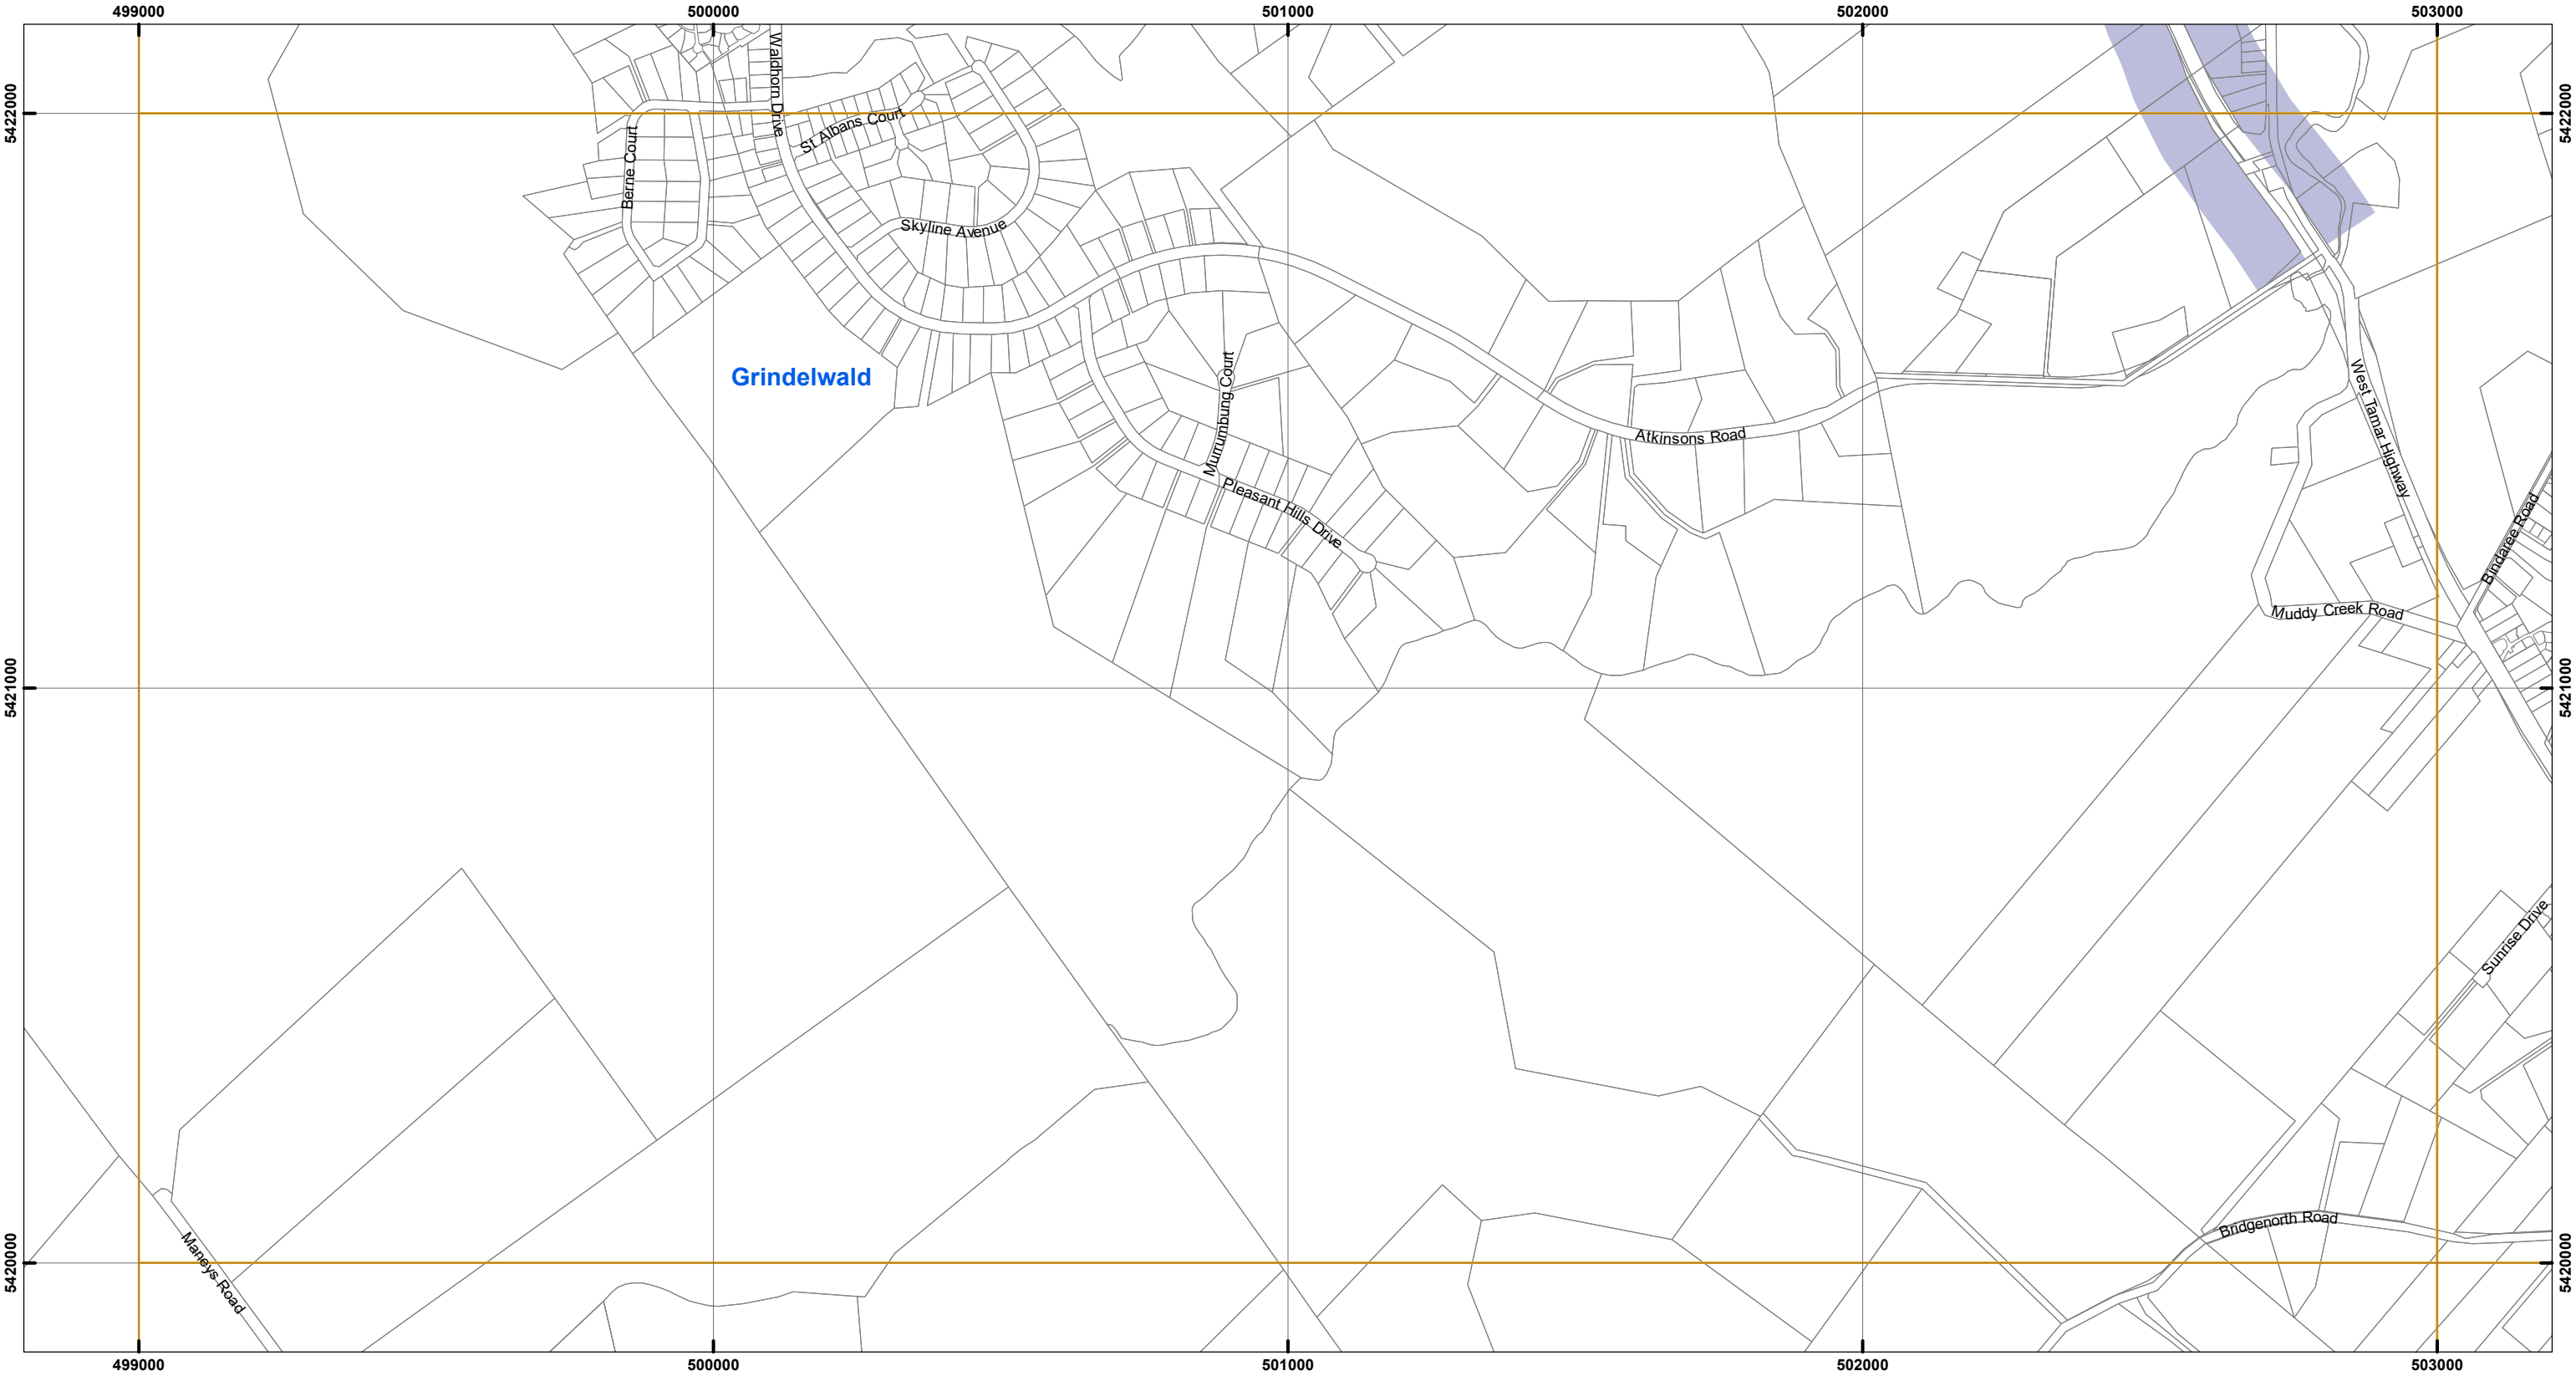 499000
500000
501000
502000
503000
5422000
5422000
Waldhorn Drive
St Albans Court
Berne Court
Skyline Avenue
Grindelwald
Murrumburg Court
Atkinsons Road
West Tamar Highway
Pleasant Hills Drive
Bindaree Road
Muddy Creek Road
5421000
5421000
Sunrise Drive
Bridgenorth Road
5420000
5420000
Maneys Road
499000
500000
501000
502000
503000